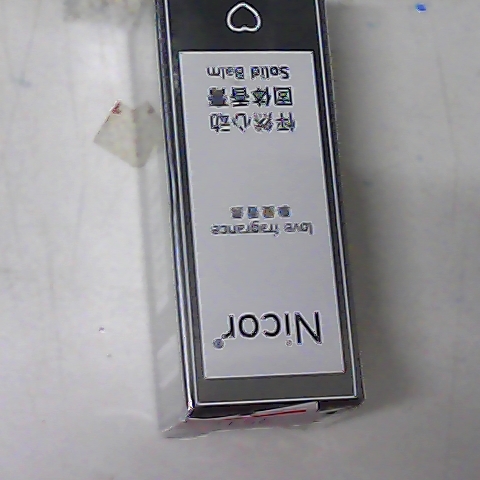 Nicor®
love fragrance
怦然心动
固体香膏
Solid Balm